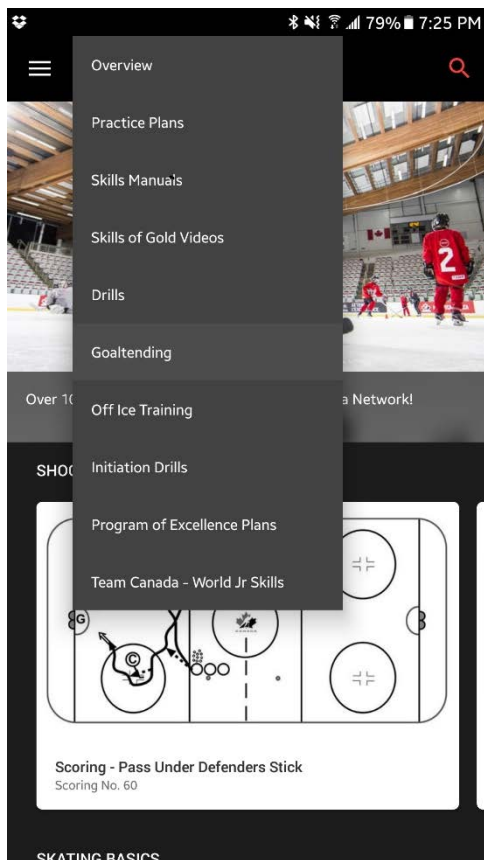 79% 7:25 PM
Overview
Practice Plans
Skills Manuals
Skills of Gold Videos
Drills
Goaltending
Off Ice Training
Initiation Drills
Program of Excellence Plans
Team Canada - World Jr Skills
2
Over 10
a Network!
SHOO
G
C
Scoring - Pass Under Defenders Stick
Scoring No. 60
SKATING BASICS